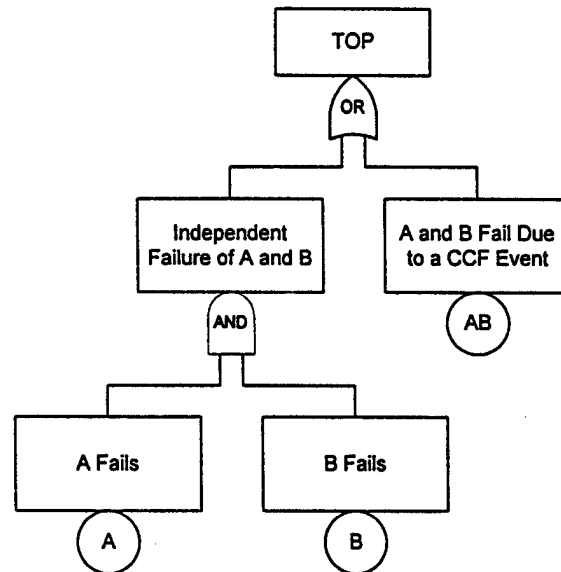 TOP
OR
Independent
Failure of A and B
A and B Fail Due
to a CCF Event
AND
AB
A Fails
B Fails
A
B